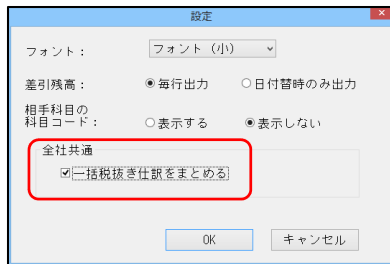 設定
フォント： フォント（小）
差引残高： 毎行出力 日付替時のみ出力
相手科目の
科目コード： 表示する 表示しない
全社共通
一括税抜き仕訳をまとめる
OK キャンセル